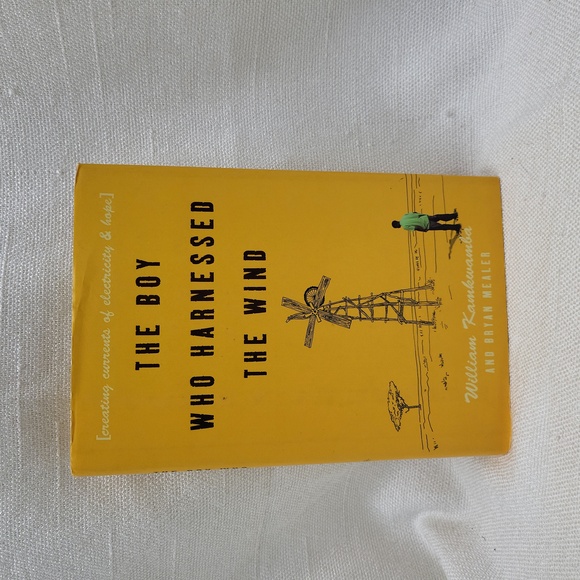 [creating currents of electricity & hope]
THE BOY
WHO HARNESSED
THE WIND
William Kamkwamba
AND BRYAN MEALER